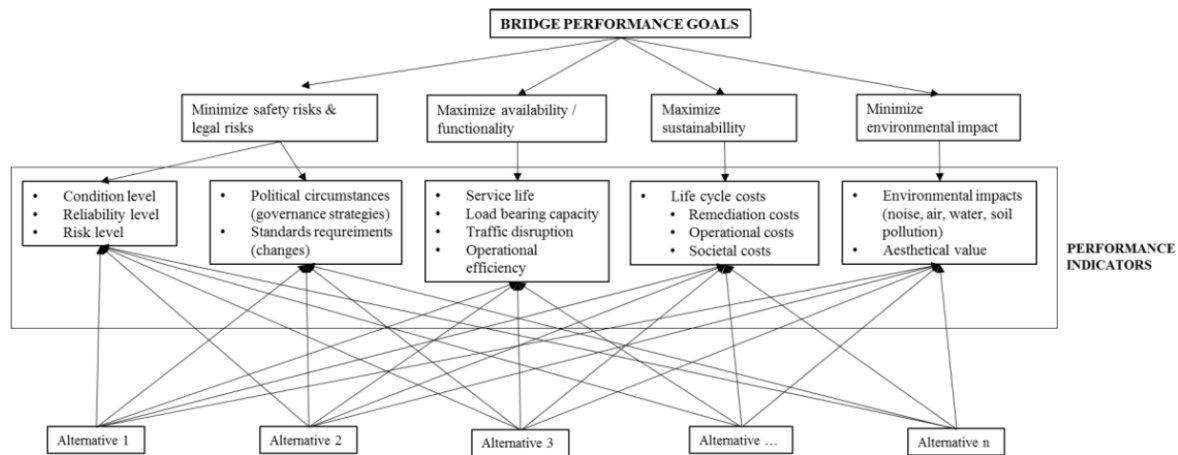 BRIDGE PERFORMANCE GOALS
Minimize safety risks &
legal risks
Maximize availability /
functionality
Maximize
sustainabillity
Minimize
environmental impact
• Condition level
• Reliability level
• Risk level
• Political circumstances
(governance strategies)
• Standards requreiments
(changes)
• Service life
• Load bearing capacity
• Traffic disruption
• Operational
efficiency
• Life cycle costs
• Remediation costs
• Operational costs
• Societal costs
• Environmental impacts
(noise, air, water, soil
pollution)
• Aesthetical value
PERFORMANCE
INDICATORS
Alternative 1
Alternative 2
Alternative 3
Alternative …
Alternative n